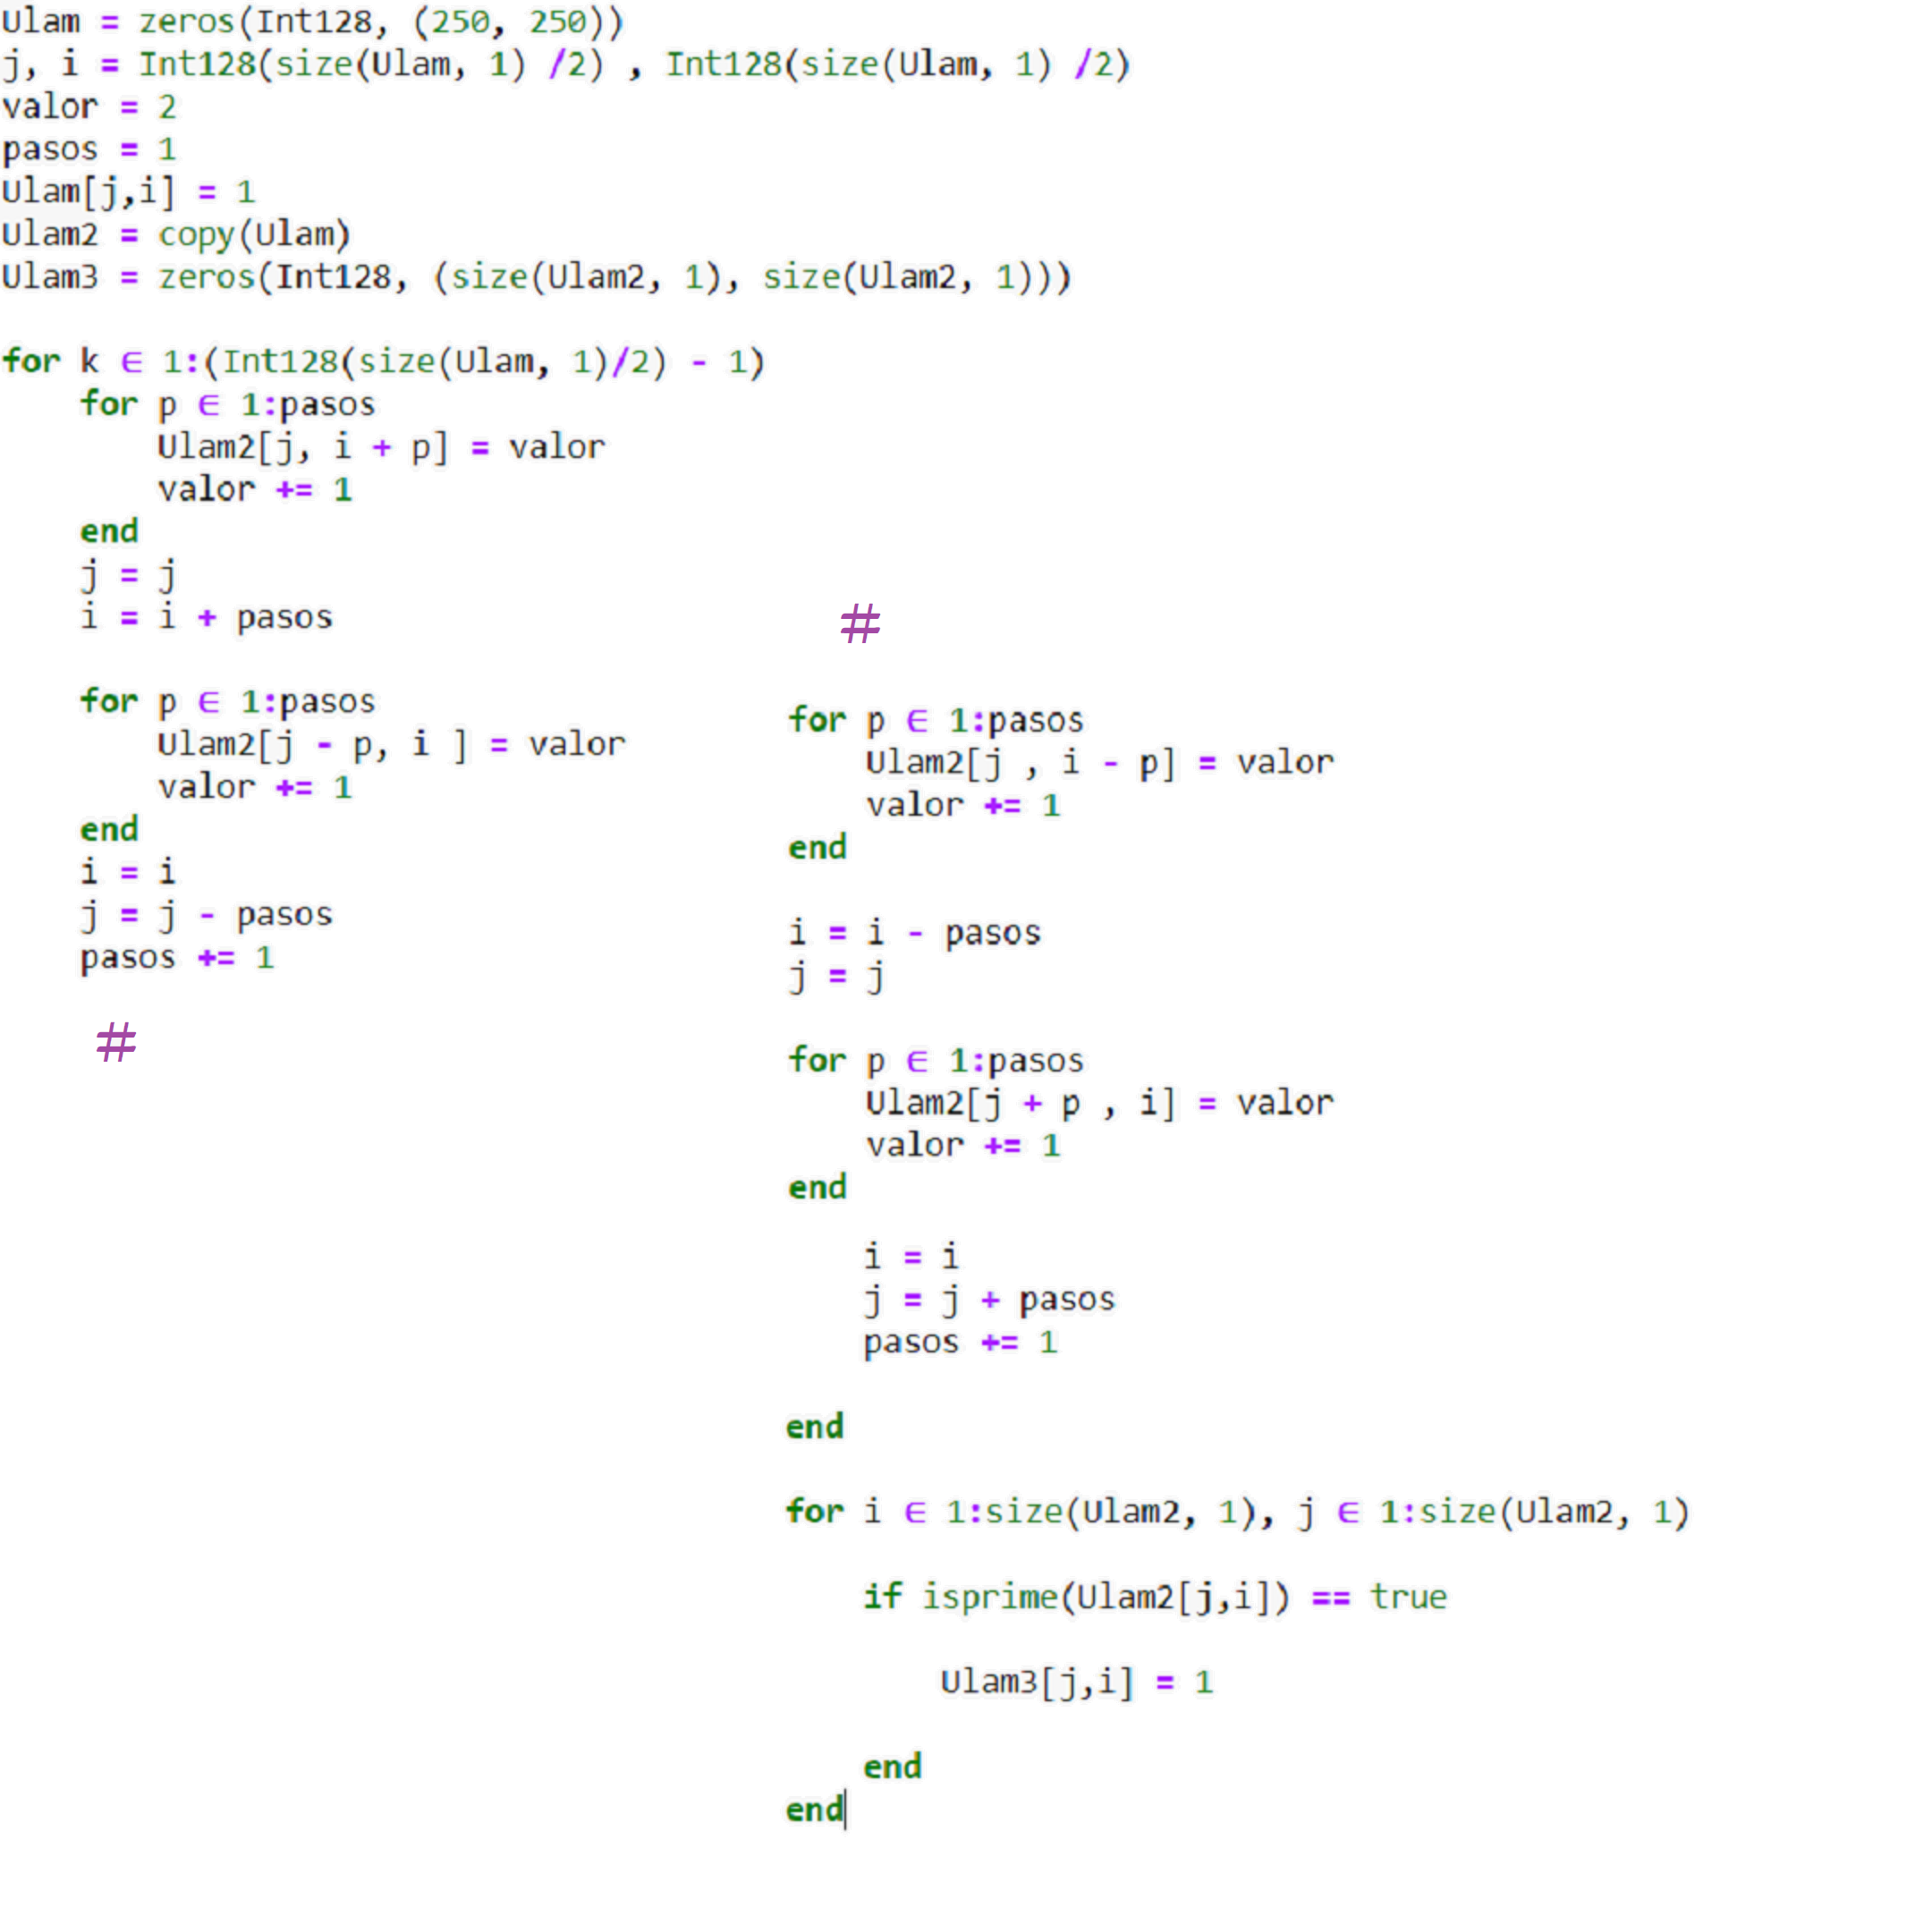 Ulam = zeros(Int128, (250, 250))
j, i = Int128(size(Ulam, 1) /2) , Int128(size(Ulam, 1) /2)
valor = 2
pasos = 1
Ulam[j,i] = 1
Ulam2 = copy(Ulam)
Ulam3 = zeros(Int128, (size(Ulam2, 1), size(Ulam2, 1)))
for k ∈ 1:(Int128(size(Ulam, 1)/2) - 1)
for p ∈ 1:pasos
Ulam2[j, i + p] = valor
valor += 1
end
j = j
i = i + pasos
for p ∈ 1:pasos
Ulam2[j - p, i ] = valor
valor += 1
end
i = i
j = j - pasos
pasos += 1
#
#
for p ∈ 1:pasos
Ulam2[j , i - p] = valor
valor += 1
end
i = i - pasos
j = j
for p ∈ 1:pasos
Ulam2[j + p , i] = valor
valor += 1
end
i = i
j = j + pasos
pasos += 1
end
for i ∈ 1:size(Ulam2, 1), j ∈ 1:size(Ulam2, 1)
if isprime(Ulam2[j,i]) == true
Ulam3[j,i] = 1
end
end